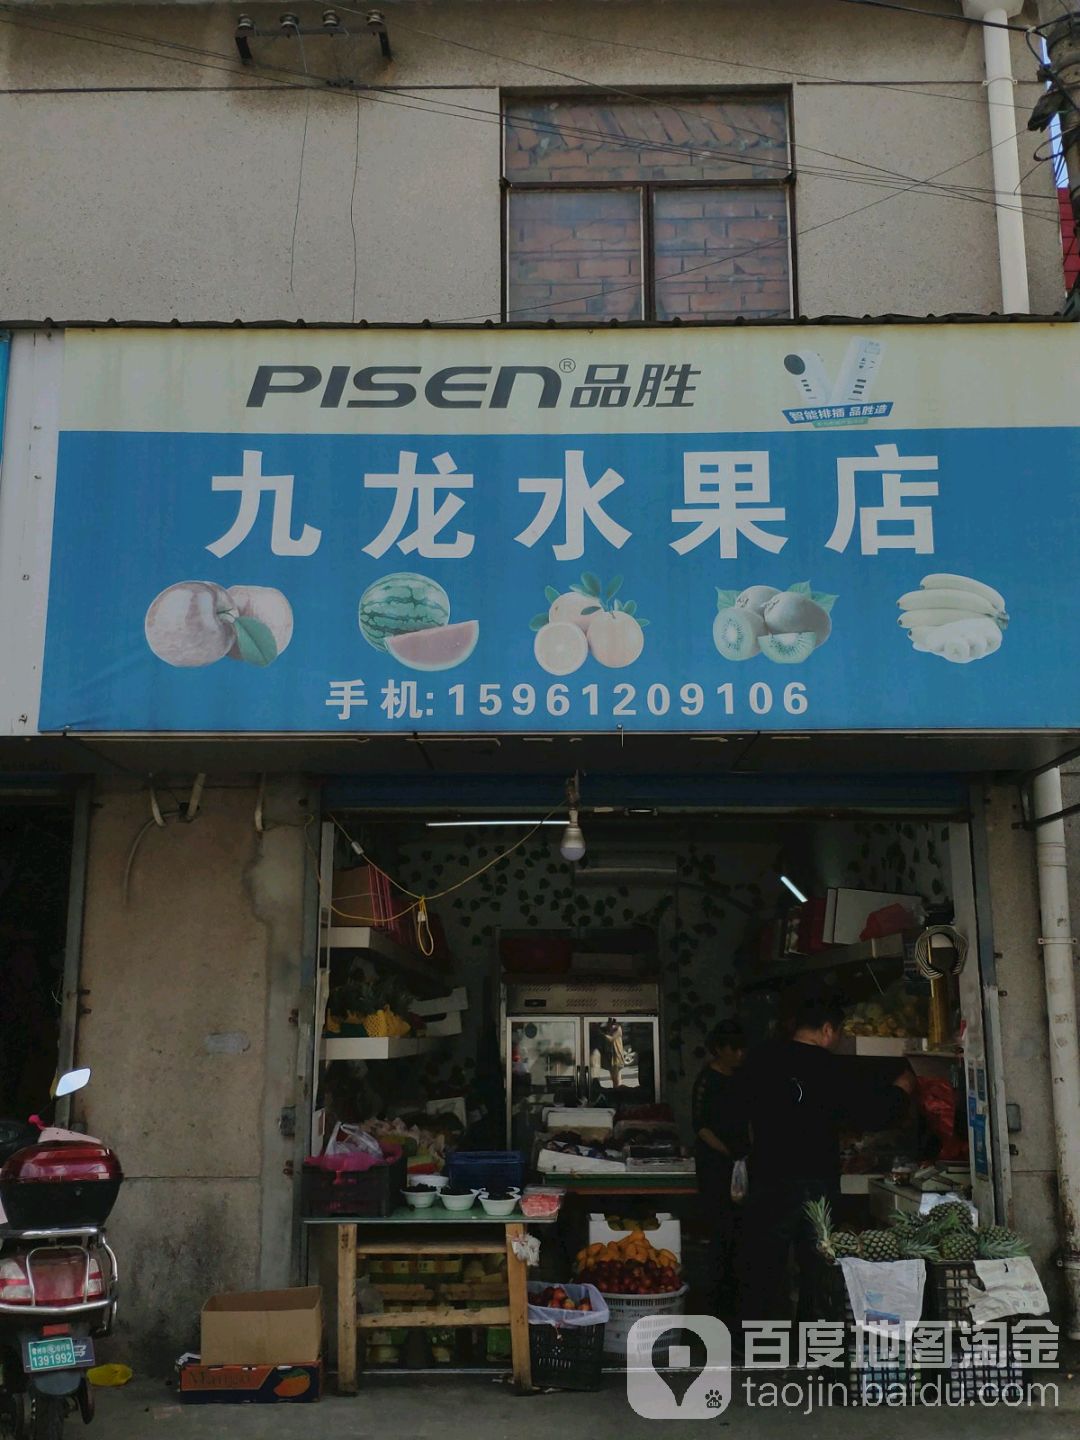 PISEN®品胜
智能排插 品胜造
九龙水果店
手机:15961209106
1391992
百度地图淘金
taojin.baidu.com